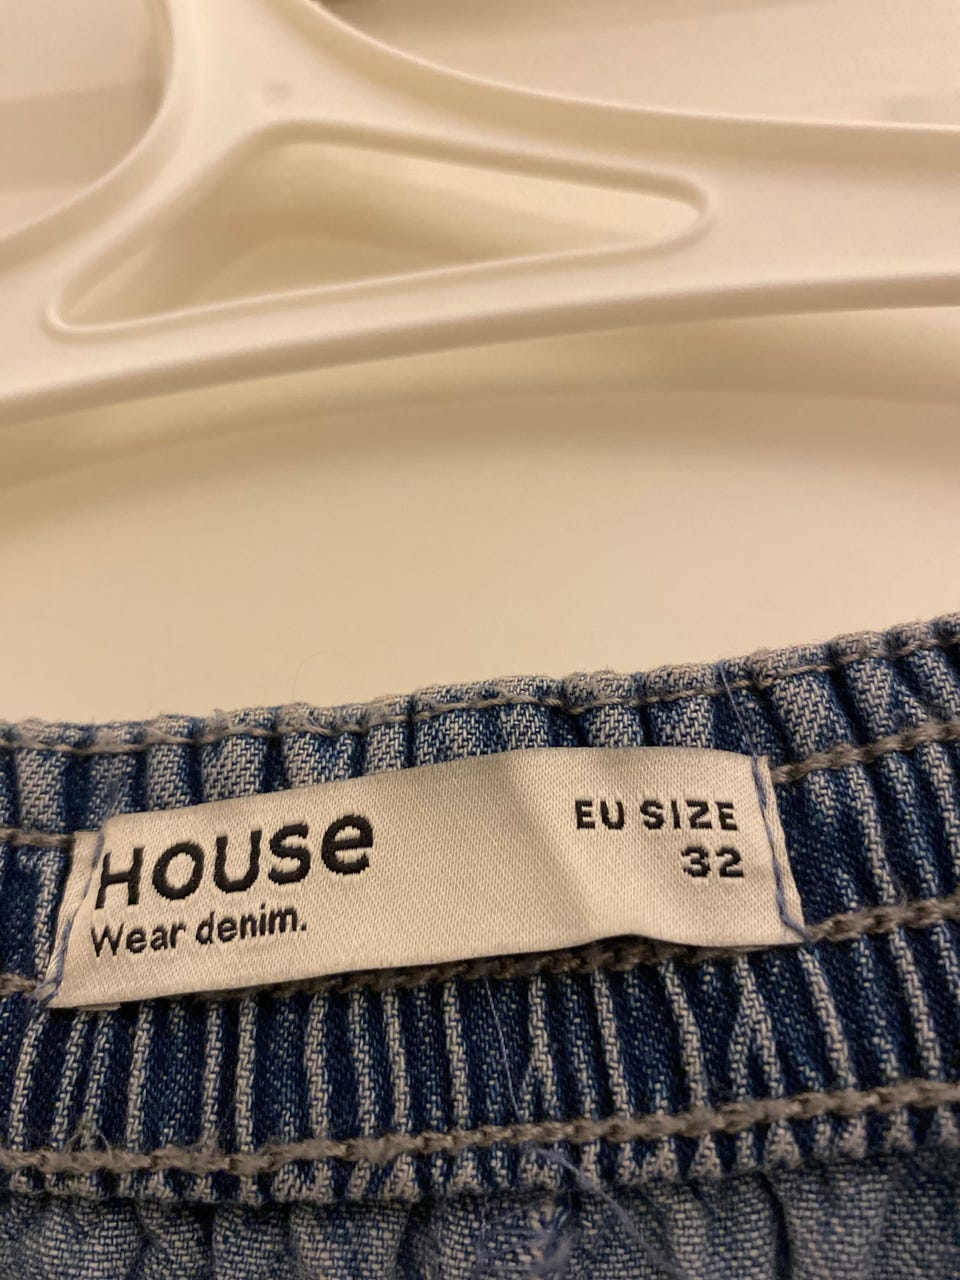 House
Wear denim.
EU SIZE
32